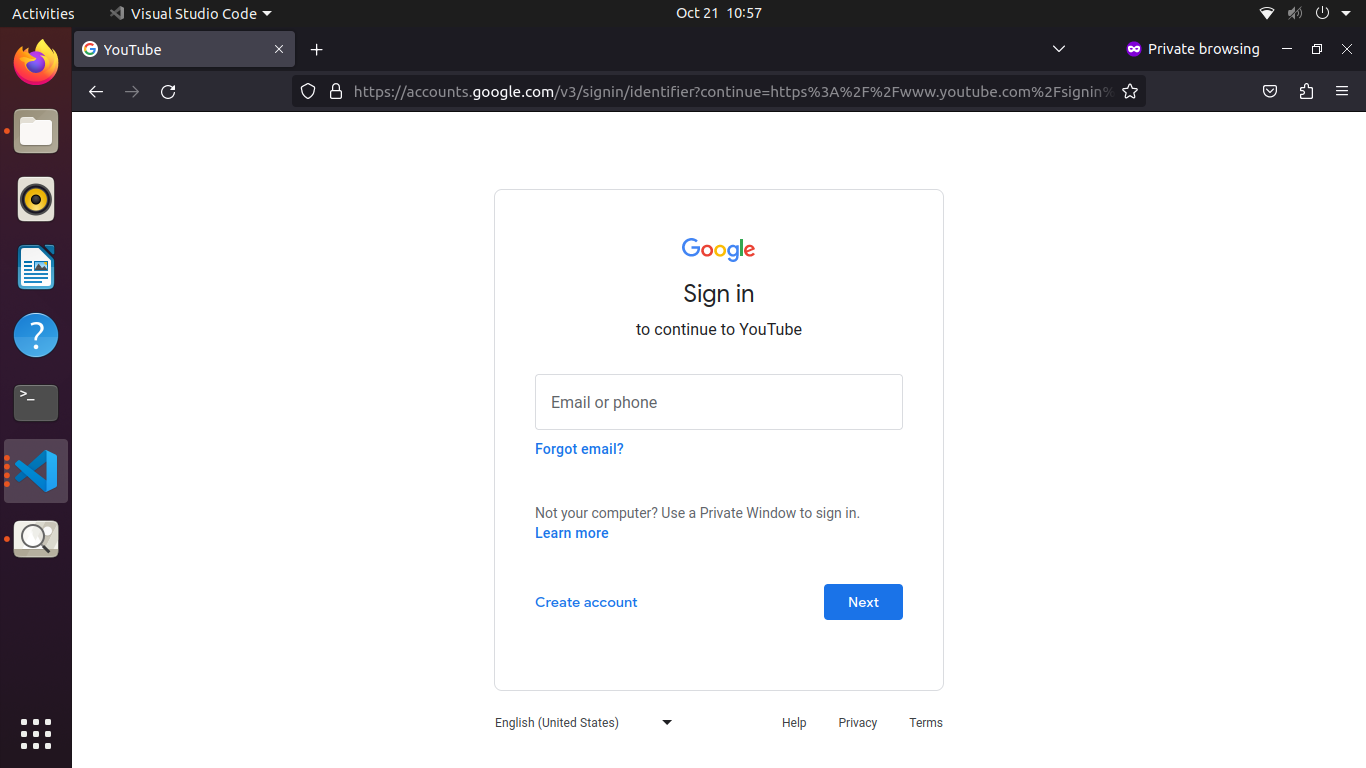 Activities
Visual Studio Code
Oct 21 10:57
YouTube
Private browsing
https://accounts.google.com/v3/signin/identifier?continue=https%3A%2F%2Fwww.youtube.com%2Fsignin%
>_
Google
Sign in
to continue to YouTube
Email or phone
Forgot email?
Not your computer? Use a Private Window to sign in.
Learn more
Create account
Next
English (United States)
Help
Privacy
Terms